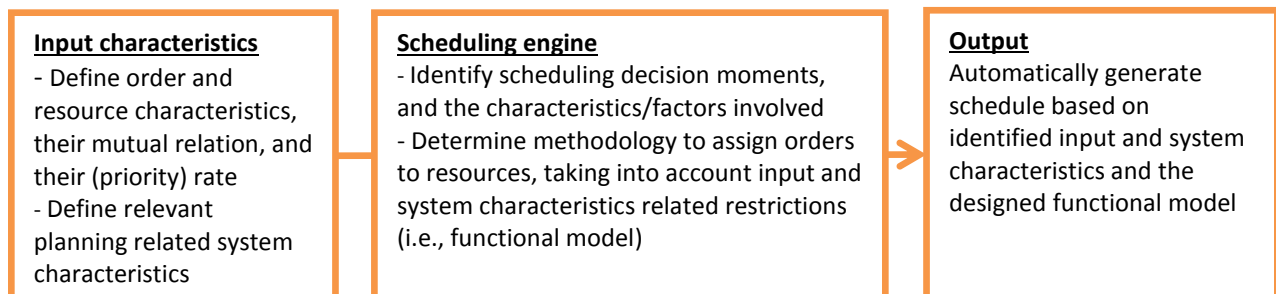 Input characteristics
- Define order and
resource characteristics,
their mutual relation, and
their (priority) rate
- Define relevant
planning related system
characteristics
Scheduling engine
- Identify scheduling decision moments,
and the characteristics/factors involved
- Determine methodology to assign orders
to resources, taking into account input and
system characteristics related restrictions
(i.e., functional model)
Output
Automatically generate
schedule based on
identified input and system
characteristics and the
designed functional model